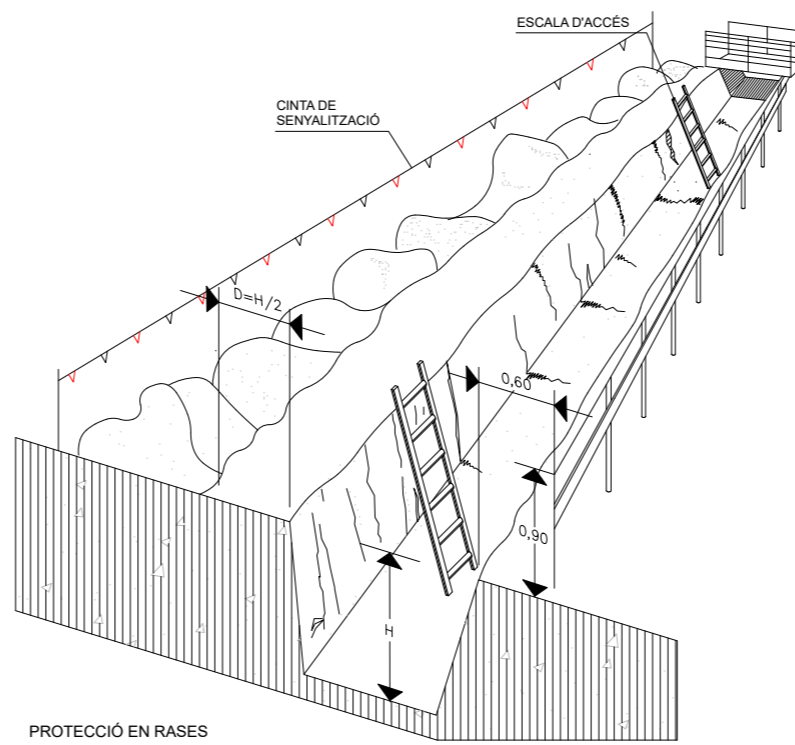 ESCALA D'ACCÉS
CINTA DE
SENYALITZACIÓ
D=H/2
0,60
0,90
H
PROTECCIÓ EN RASES